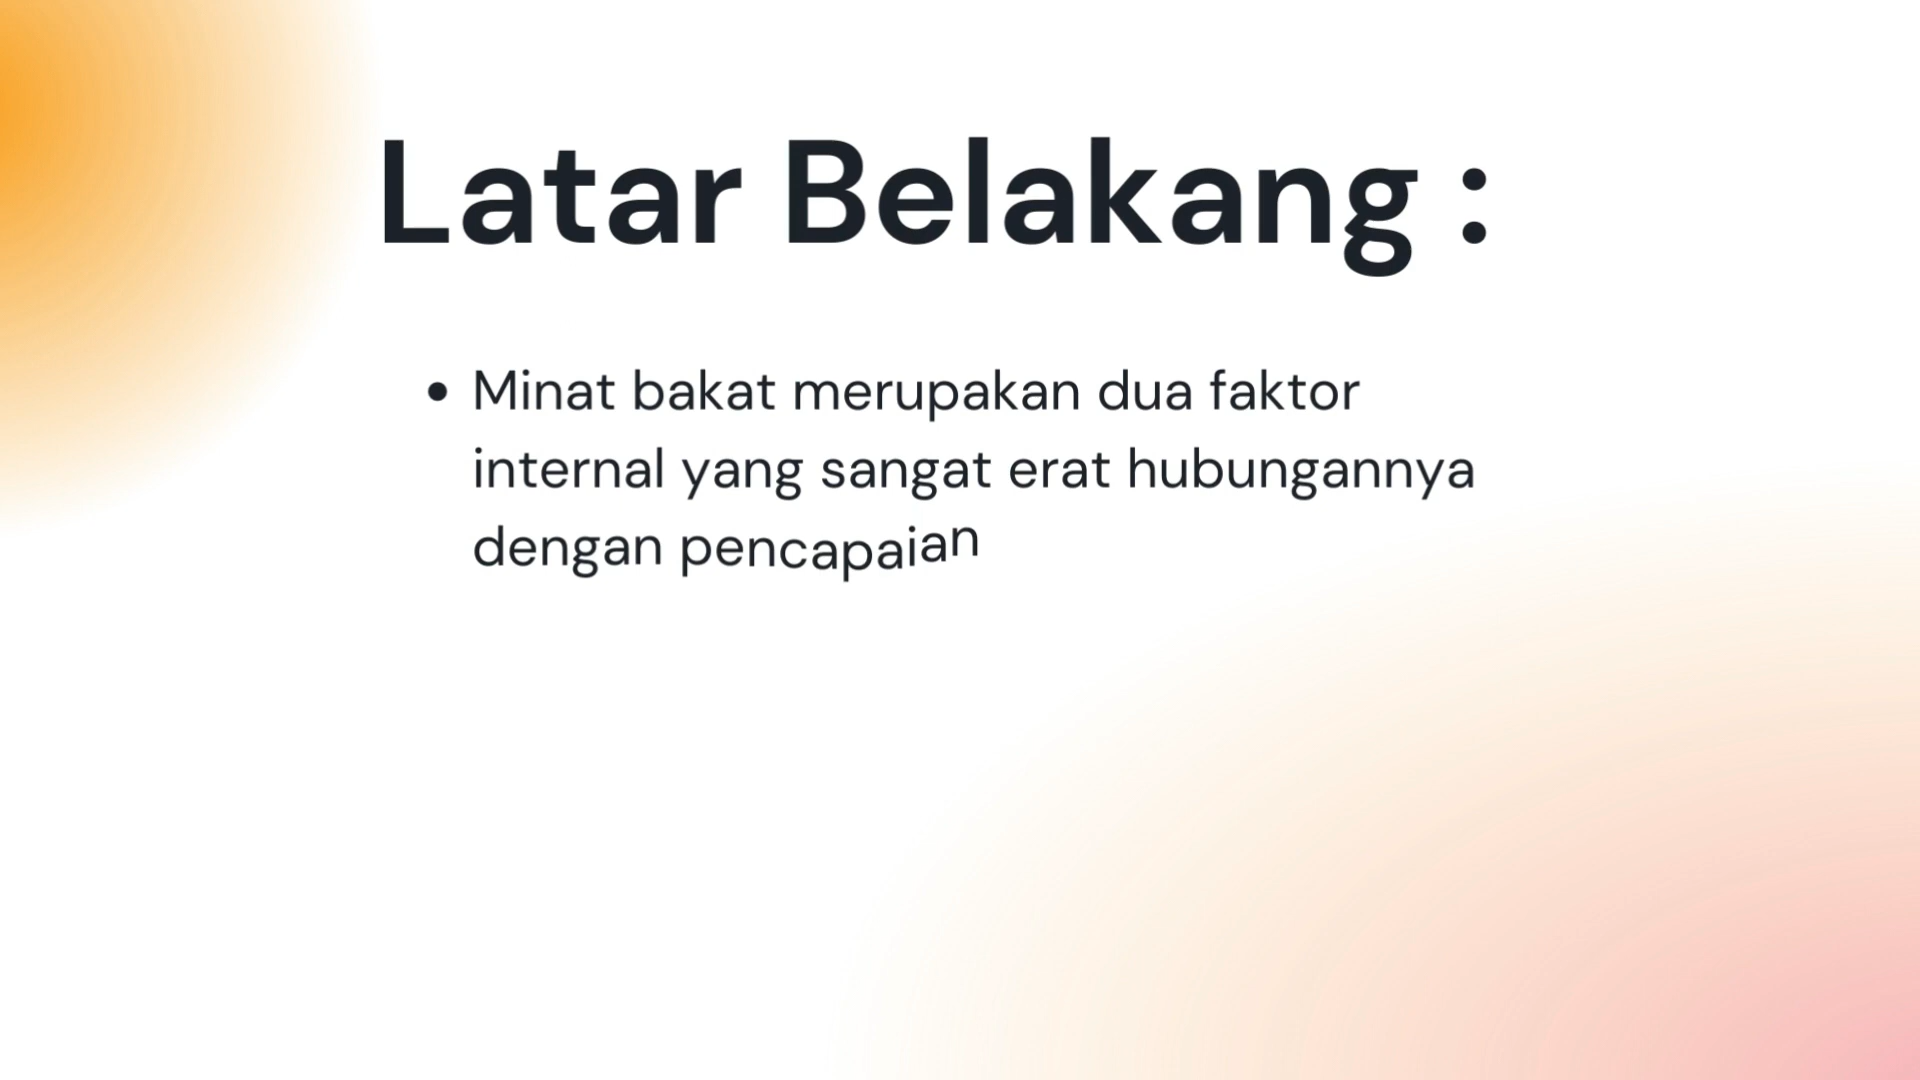 Latar Belakang :
• Minat bakat merupakan dua faktor
internal yang sangat erat hubungannya
dengan pencapaian